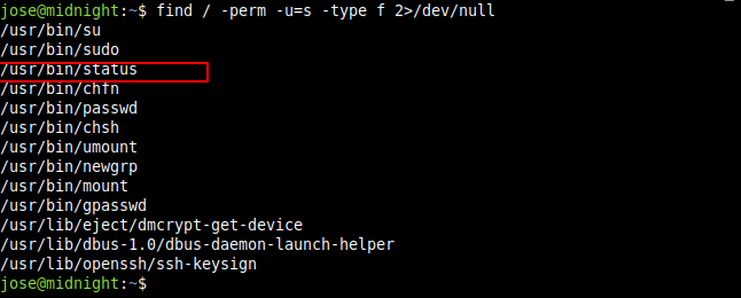 jose@midnight:~$ find / -perm -u=s -type f 2>/dev/null
/usr/bin/su
/usr/bin/sudo
/usr/bin/status
/usr/bin/chfn
/usr/bin/passwd
/usr/bin/chsh
/usr/bin/umount
/usr/bin/newgrp
/usr/bin/mount
/usr/bin/gpasswd
/usr/lib/eject/dmcrypt-get-device
/usr/lib/dbus-1.0/dbus-daemon-launch-helper
/usr/lib/openssh/ssh-keysign
jose@midnight:~$